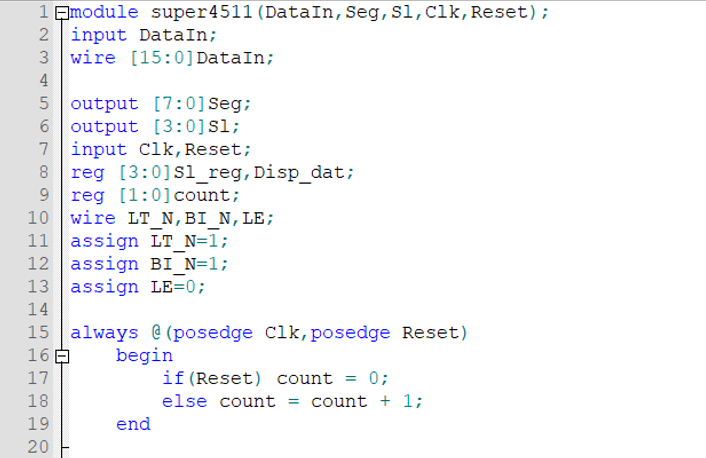 1 module super4511(DataIn,Seg,Sl,Clk,Reset);
2 input DataIn;
3 wire [15:0]DataIn;
4
5 output [7:0]Seg;
6 output [3:0]Sl;
7 input Clk,Reset;
8 reg [3:0]Sl_reg,Disp_dat;
9 reg [1:0]count;
10 wire LT_N,BI_N,LE;
11 assign LT_N=1;
12 assign BI_N=1;
13 assign LE=0;
14
15 always @(posedge Clk,posedge Reset)
16     begin
17         if(Reset) count = 0;
18         else count = count + 1;
19     end
20